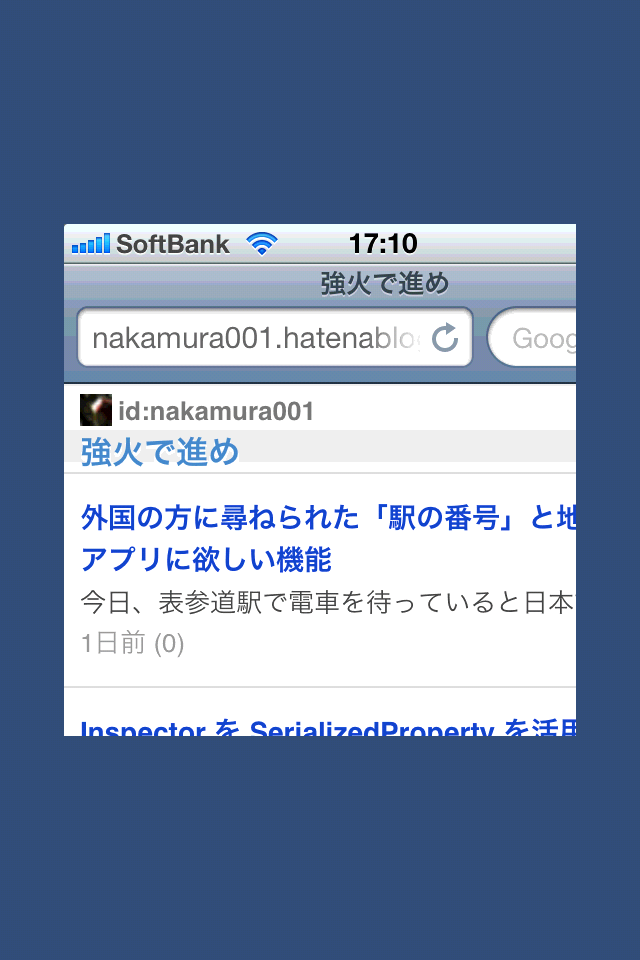 SoftBank 17:10
強火で進め
nakamura001.hatenablo Goog
id:nakamura001
強火で進め
外国の方に尋ねられた「駅の番号」と地
アプリに欲しい機能
今日、表参道駅で電車を待っていると日本
1日前 (0)
Inspector を SerializedProperty を活用